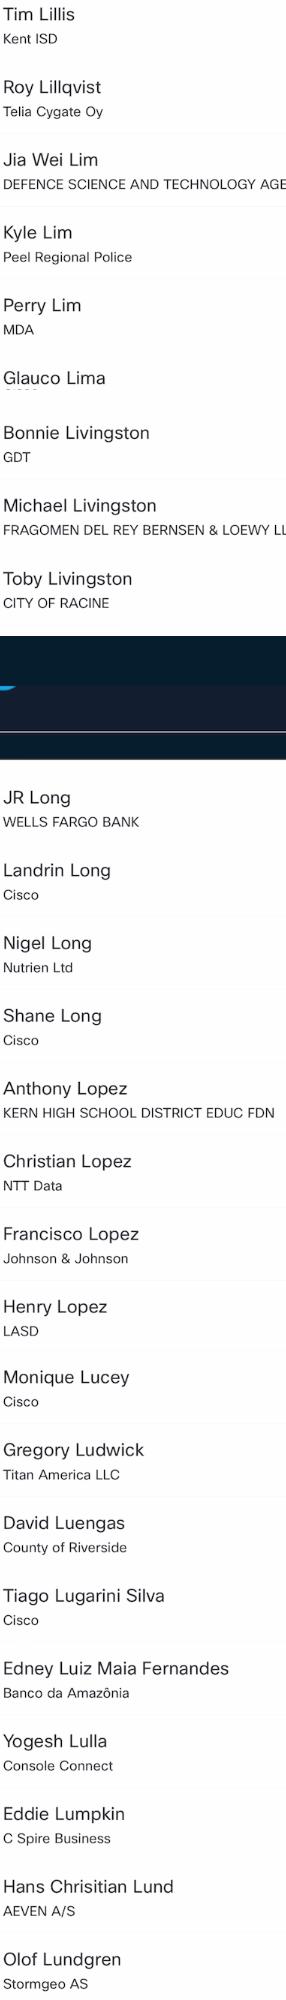 Tim Lillis
Kent ISD
Roy Lillqvist
Telia Cygate Oy
Jia Wei Lim
DEFENCE SCIENCE AND TECHNOLOGY AGE
Kyle Lim
Peel Regional Police
Perry Lim
MDA
Glauco Lima
Bonnie Livingston
GDT
Michael Livingston
FRAGOMEN DEL REY BERNSEN & LOEWY LL
Toby Livingston
CITY OF RACINE
JR Long
WELLS FARGO BANK
Landrin Long
Cisco
Nigel Long
Nutrien Ltd
Shane Long
Cisco
Anthony Lopez
KERN HIGH SCHOOL DISTRICT EDUC FDN
Christian Lopez
NTT Data
Francisco Lopez
Johnson & Johnson
Henry Lopez
LASD
Monique Lucey
Cisco
Gregory Ludwick
Titan America LLC
David Luengas
County of Riverside
Tiago Lugarini Silva
Cisco
Edney Luiz Maia Fernandes
Banco da Amazônia
Yogesh Lulla
Console Connect
Eddie Lumpkin
C Spire Business
Hans Chrisitian Lund
AEVEN A/S
Olof Lundgren
Stormgeo AS